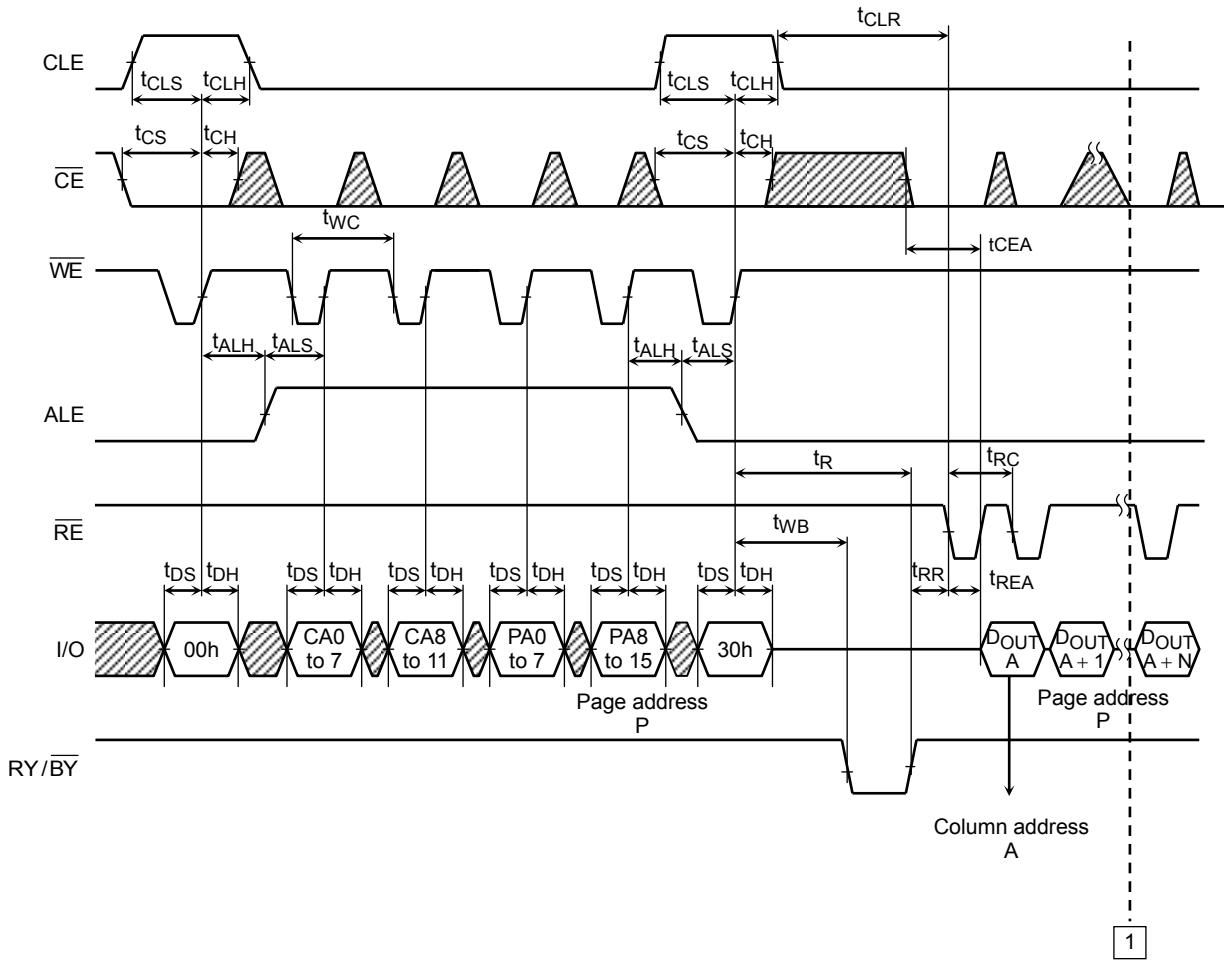 tCLR
CLE
tCLS tCLH tCLS tCLH
tCS tCH tCS tCH
CE
tWC
tCEA
WE
tALH tALS tALH tALS
ALE
tR tRC
RE
tWB
tDS tDH tDS tDH tDS tDH tDS tDH tDS tDH tDS tDH tRR tREA
I/O
00h
CA0
to 7
CA8
to 11
PA0
to 7
PA8
to 15
30h
DOUT
A
DOUT
A + 1
DOUT
A + N
Page address
P
Page address
P
RY/BY
Column address
A
1